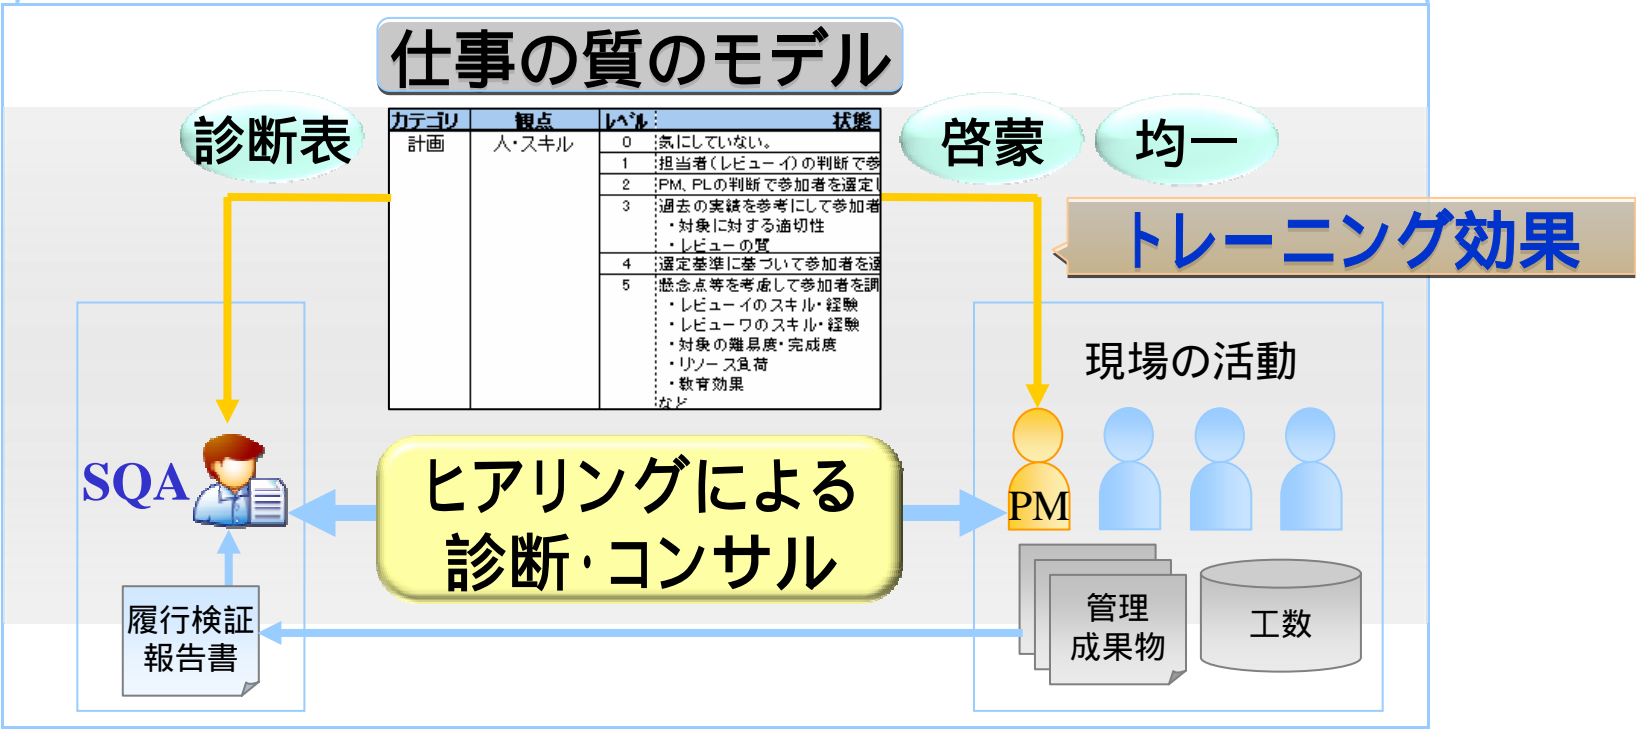 仕事の質のモデル
診断表
啓蒙
均一
カテゴリ 観点 レベル 状態
計画 人・スキル 0 気にしていない。
1 担当者(レビューイ)の判断で参
2 PM、PLの判断で参加者を選定し
3 過去の実績を参考にして参加者
・対象に対する適切性
・レビューの質
4 選定基準に基づいて参加者を選
5 懸念点等を考慮して参加者を調
・レビューイのスキル・経験
・レビューワのスキル・経験
・対象の難易度・完成度
・リソース負荷
・教育効果
など
トレーニング効果
現場の活動
SQA
ヒアリングによる
診断・コンサル
PM
履行検証
報告書
管理
成果物
工数